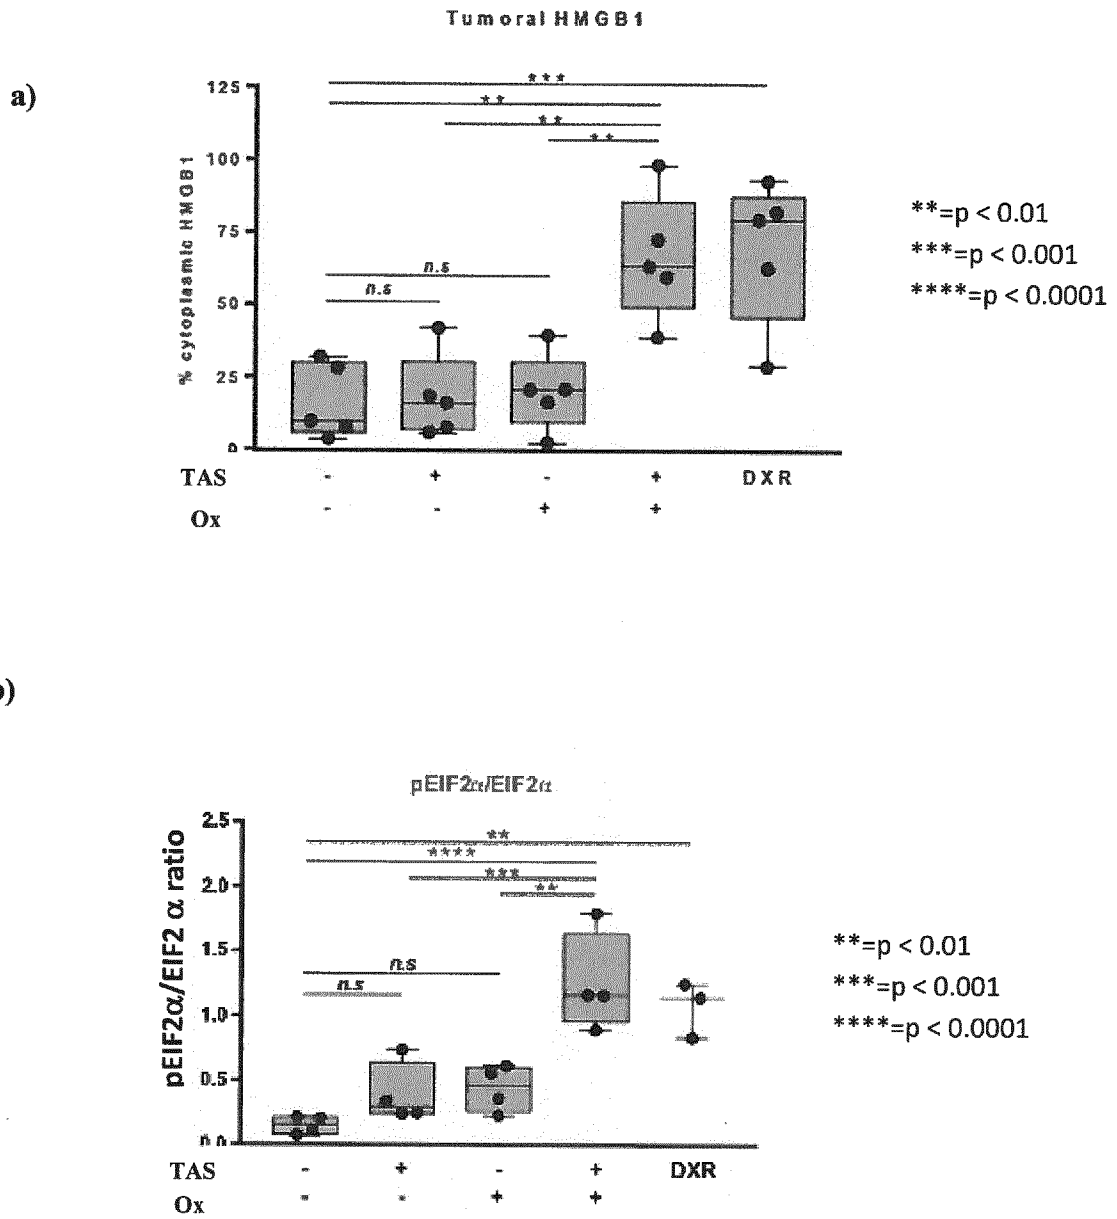 Tumoral HMGB1
a)
% cytoplasmic HMGB1
125
100
75
50
25
0
***
**
**
**
n.s
n.s
**=p < 0.01
***=p < 0.001
****=p < 0.0001
TAS - + - + DXR
Ox - - + +
)
pEIF2α/EIF2α
pEIF2α/EIF2 α ratio
2.5
2.0
1.5
1.0
0.5
0.0
**
****
***
**
n.s
n.s
**=p < 0.01
***=p < 0.001
****=p < 0.0001
TAS - + - + DXR
Ox - - + +